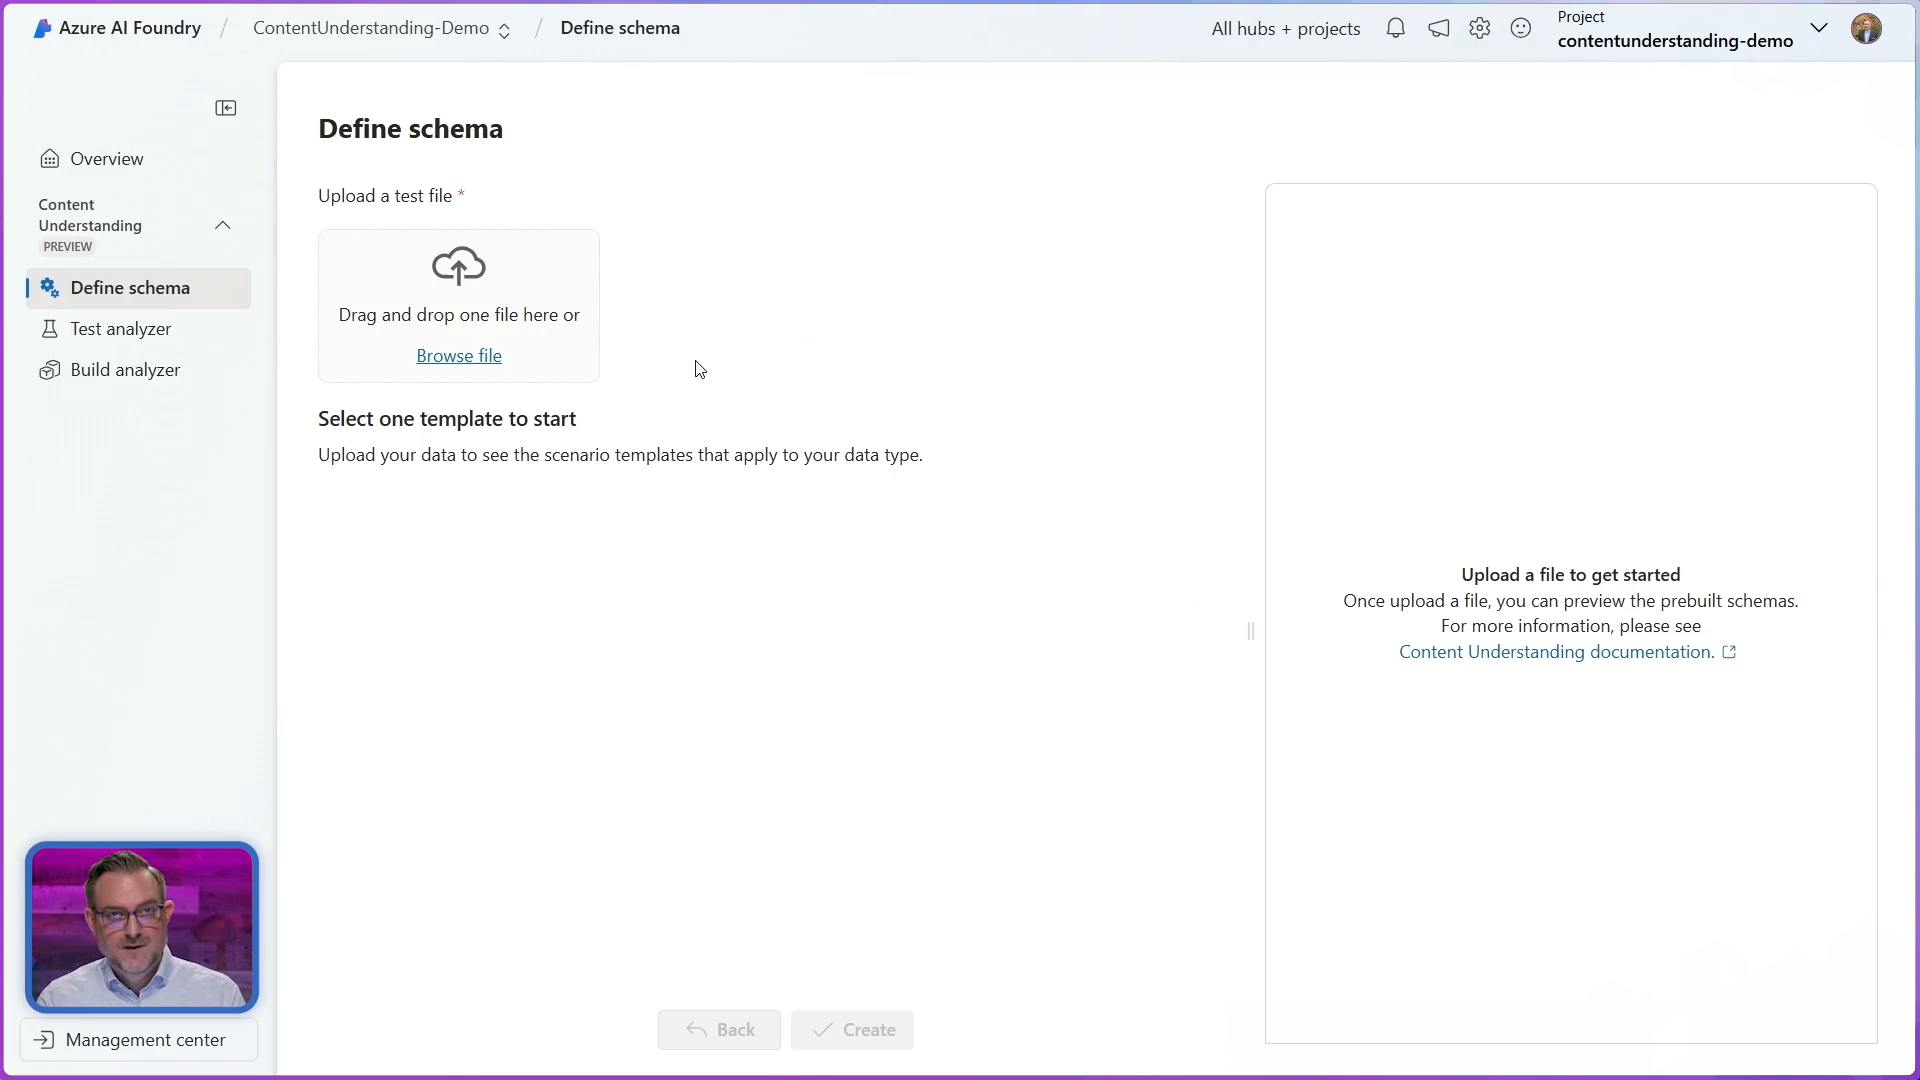 Azure AI Foundry / ContentUnderstanding-Demo / Define schema
All hubs + projects
Project
contentunderstanding-demo
Overview
Content
Understanding
PREVIEW
Define schema
Test analyzer
Build analyzer
Management center
Define schema
Upload a test file *
Drag and drop one file here or
Browse file
Select one template to start
Upload your data to see the scenario templates that apply to your data type.
Back
Create
Upload a file to get started
Once upload a file, you can preview the prebuilt schemas.
For more information, please see
Content Understanding documentation.